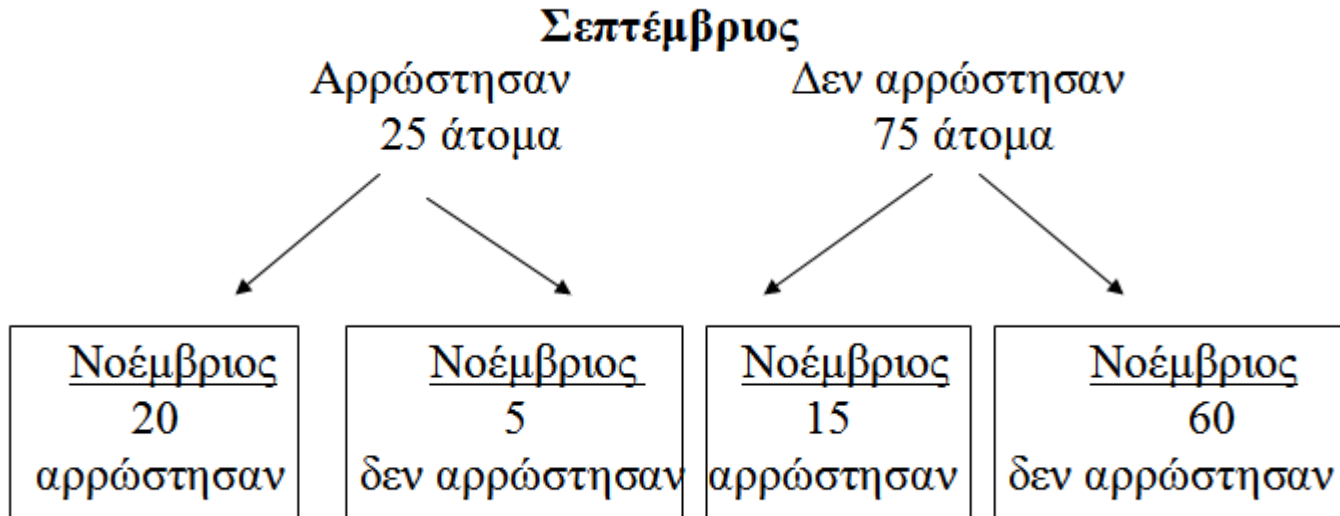 Σεπτέμβριος
Αρρώστησαν
25 άτομα
Δεν αρρώστησαν
75 άτομα
Νοέμβριος
20
αρρώστησαν
Νοέμβριος
5
δεν αρρώστησαν
Νοέμβριος
15
αρρώστησαν
Νοέμβριος
60
δεν αρρώστησαν